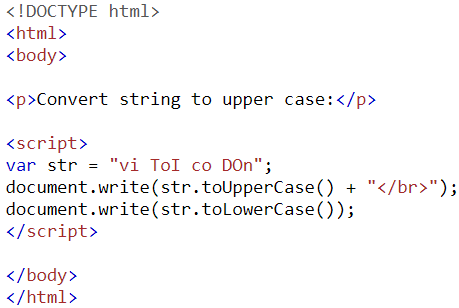 <!DOCTYPE html>
<html>
<body>
<p>Convert string to upper case:</p>
<script>
var str = "vi ToI co DOn";
document.write(str.toUpperCase() + "</br>");
document.write(str.toLowerCase());
</script>
</body>
</html>